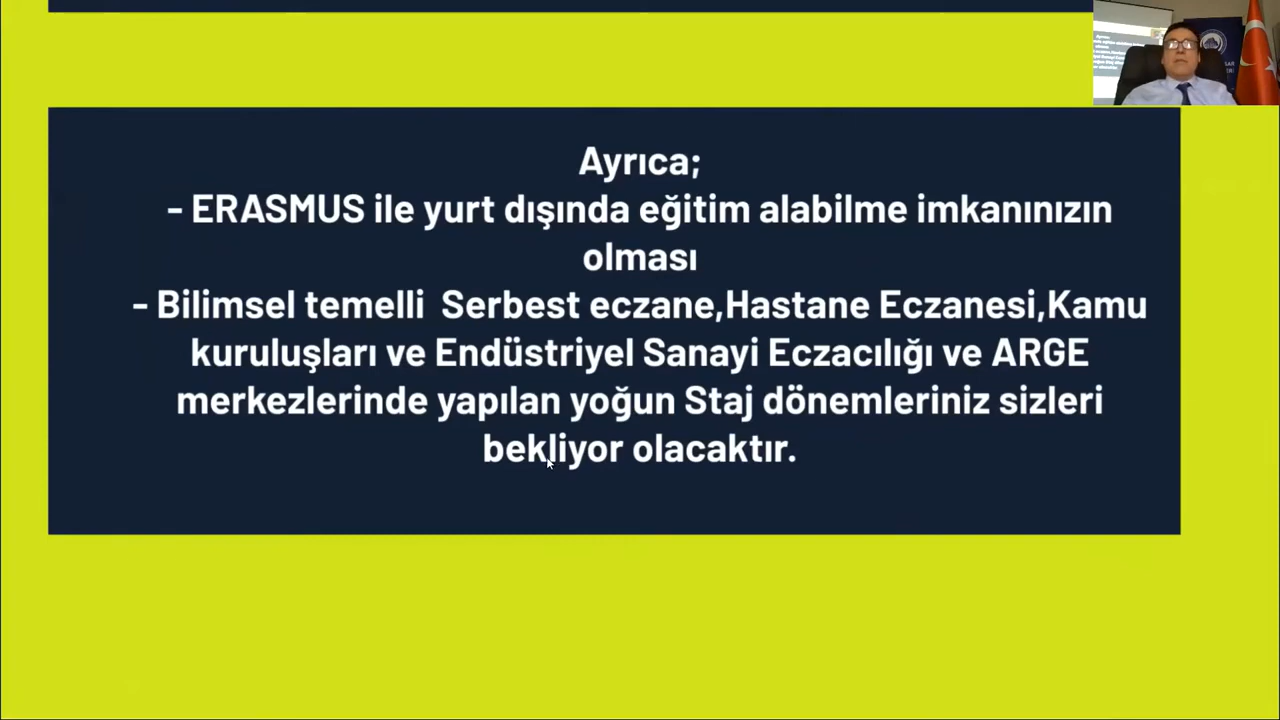 Ayrıca;
- ERASMUS ile yurt dışında eğitim alabilme imkanınızın
olması
- Bilimsel temelli  Serbest eczane,Hastane Eczanesi,Kamu
kuruluşları ve Endüstriyel Sanayi Eczacılığı ve ARGE
merkezlerinde yapılan yoğun Staj dönemleriniz sizleri
bekliyor olacaktır.